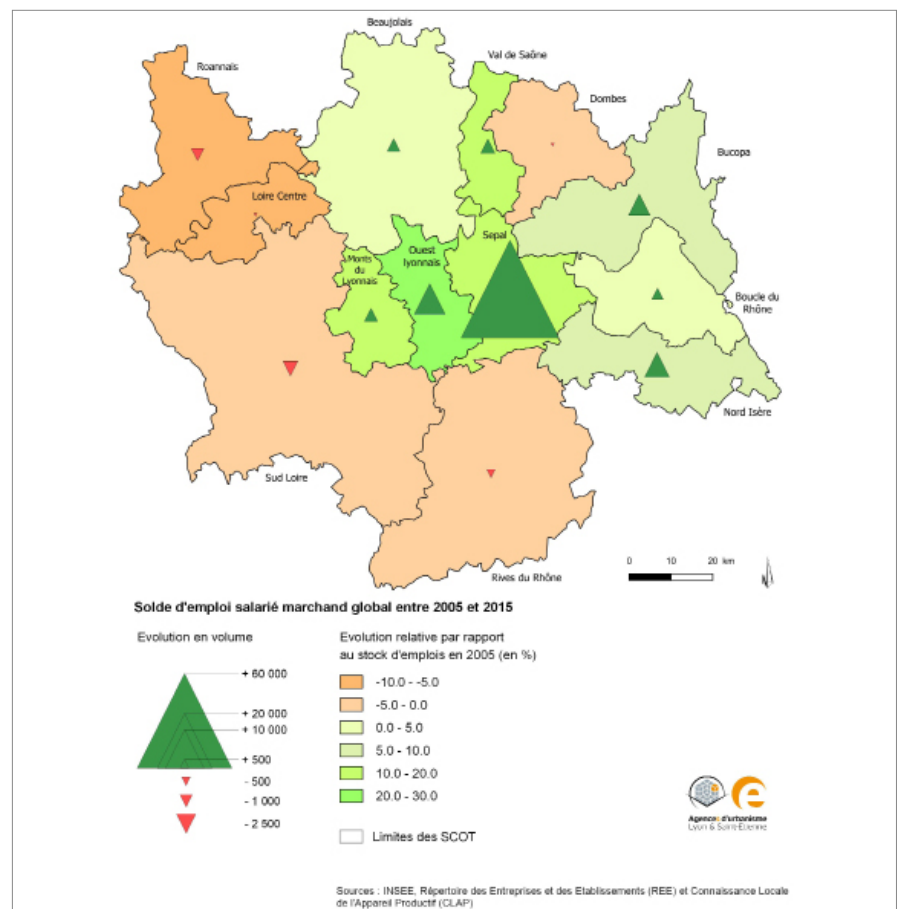 Beaujolais
Val de Saône
Roannais
Dombes
Bucopa
Loire Centre
Sepal
Ouest
lyonnais
Monts
du
Lyonnais
Boucle du
Rhône
Nord Isère
Sud Loire
Rives du Rhône
0 10 20 km
N
Solde d'emploi salarié marchand global entre 2005 et 2015
Evolution en volume
+ 60 000
+ 20 000
+ 10 000
+ 500
- 500
- 1 000
- 2 500
Evolution relative par rapport
au stock d'emplois en 2005 (en %)
-10.0 - -5.0
-5.0 - 0.0
0.0 - 5.0
5.0 - 10.0
10.0 - 20.0
20.0 - 30.0
Limites des SCOT
e
Agences d'urbanisme
Lyon & Saint-Etienne
Sources : INSEE, Répertoire des Entreprises et des Etablissements (REE) et Connaissance Locale
de l'Appareil Productif (CLAP)